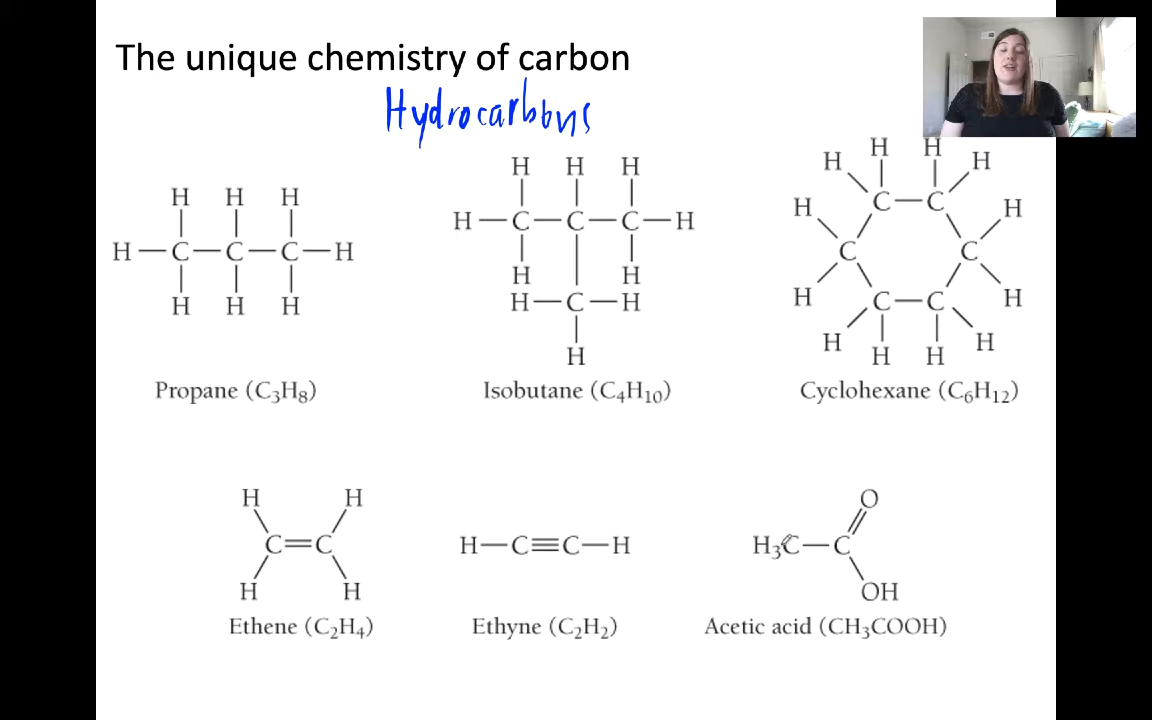 The unique chemistry of carbon
Hydrocarbons
H H H
H—C—C—C—H
H H H
Propane (C₃H₈)
H H H
H—C—C—C—H
H H
H—C—H
H
Isobutane (C₄H₁₀)
H H H H
H C—C H
C C
H C—C H
H H H H
Cyclohexane (C₆H₁₂)
H H
C=C
H H
Ethene (C₂H₄)
H—C≡C—H
Ethyne (C₂H₂)
O
H₃C—C
OH
Acetic acid (CH₃COOH)